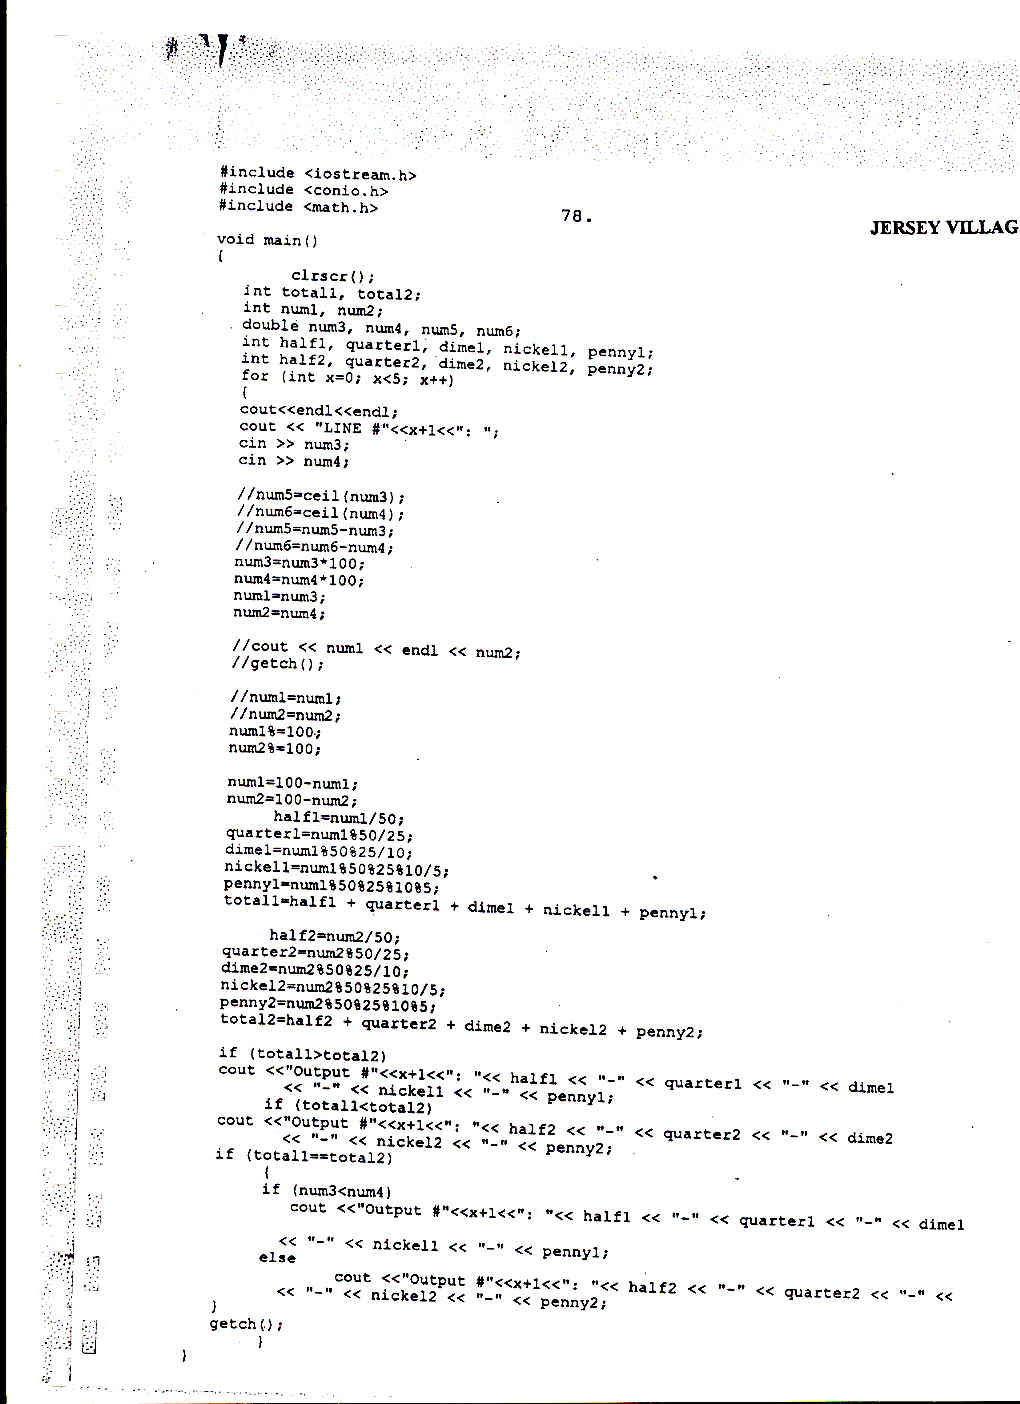 #include <iostream.h>
#include <conio.h>
#include <math.h>
78.
JERSEY VILLAG
void main()
{
clrscr();
int total1, total2;
int num1, num2;
double num3, num4, num5, num6;
int half1, quarter1, dime1, nickel1, penny1;
int half2, quarter2, dime2, nickel2, penny2;
for (int x=0; x<5; x++)
{
cout<<endl<<endl;
cout << "LINE #"<<x+1<<": ";
cin >> num3;
cin >> num4;
//num5=ceil(num3);
//num6=ceil(num4);
//num5=num5-num3;
//num6=num6-num4;
num3=num3*100;
num4=num4*100;
num1=num3;
num2=num4;
//cout << num1 << endl << num2;
//getch();
//num1=num1;
//num2=num2;
num1%=100;
num2%=100;
num1=100-num1;
num2=100-num2;
half1=num1/50;
quarter1=num1%50/25;
dime1=num1%50%25/10;
nickel1=num1%50%25%10/5;
penny1=num1%50%25%10%5;
total1=half1 + quarter1 + dime1 + nickel1 + penny1;
half2=num2/50;
quarter2=num2%50/25;
dime2=num2%50%25/10;
nickel2=num2%50%25%10/5;
penny2=num2%50%25%10%5;
total2=half2 + quarter2 + dime2 + nickel2 + penny2;
if (total1>total2)
cout <<"Output #"<<x+1<<": "<< half1 << "-" << quarter1 << "-" << dime1
<< "-" << nickel1 << "-" << penny1;
if (total1<total2)
cout <<"Output #"<<x+1<<": "<< half2 << "-" << quarter2 << "-" << dime2
<< "-" << nickel2 << "-" << penny2;
if (total1==total2)
{
if (num3<num4)
cout <<"Output #"<<x+1<<": "<< half1 << "-" << quarter1 << "-" << dime1
<< "-" << nickel1 << "-" << penny1;
else
cout <<"Output #"<<x+1<<": "<< half2 << "-" << quarter2 << "-" <<
<< "-" << nickel2 << "-" << penny2;
}
getch();
}
}